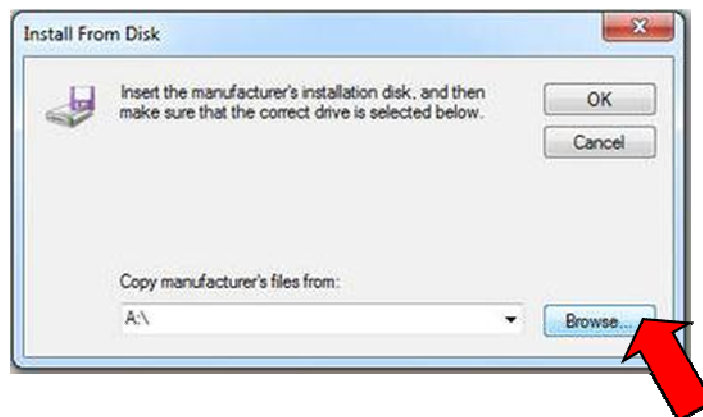 Install From Disk
Insert the manufacturer's installation disk, and then
make sure that the correct drive is selected below.
OK
Cancel
Copy manufacturer's files from:
A:\
Browse...